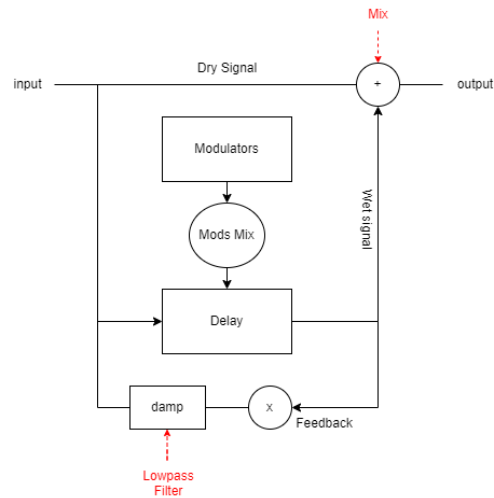 Mix
Dry Signal
input
+
output
Modulators
Wet signal
Mods Mix
Delay
damp
x
Feedback
Lowpass
Filter